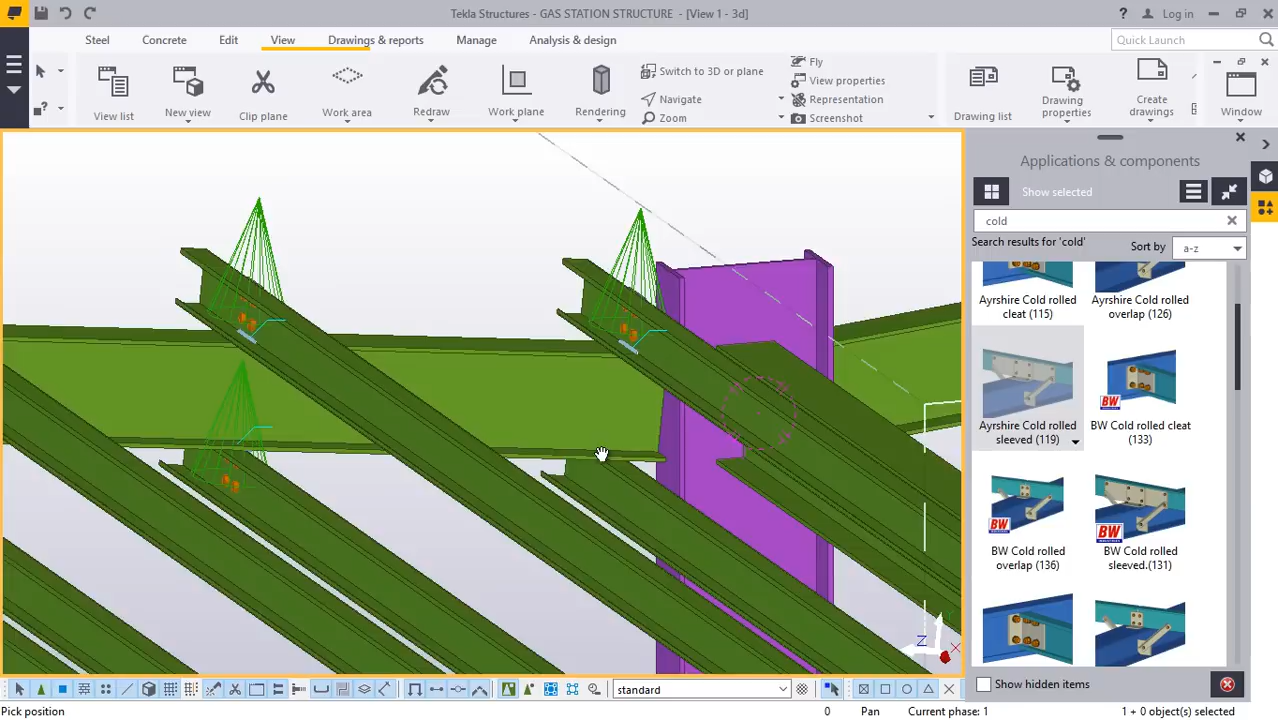 Tekla Structures - GAS STATION STRUCTURE - [View 1 - 3d]
? Log in
Steel Concrete Edit View Drawings & reports Manage Analysis & design
Quick Launch
Fly
Switch to 3D or plane View properties
Navigate Representation
Zoom Screenshot
View list New view Clip plane Work area Redraw Work plane Rendering Drawing list Drawing properties Create drawings Window
Applications & components
Show selected
cold
Search results for 'cold' Sort by a-z
Ayrshire Cold rolled cleat (115)
Ayrshire Cold rolled overlap (126)
BW
Ayrshire Cold rolled sleeved (119)
BW Cold rolled cleat (133)
BW
BW
BW Cold rolled overlap (136)
BW Cold rolled sleeved.(131)
Show hidden items
Z
X
standard
Pick position 0 Pan Current phase: 1 1 + 0 object(s) selected